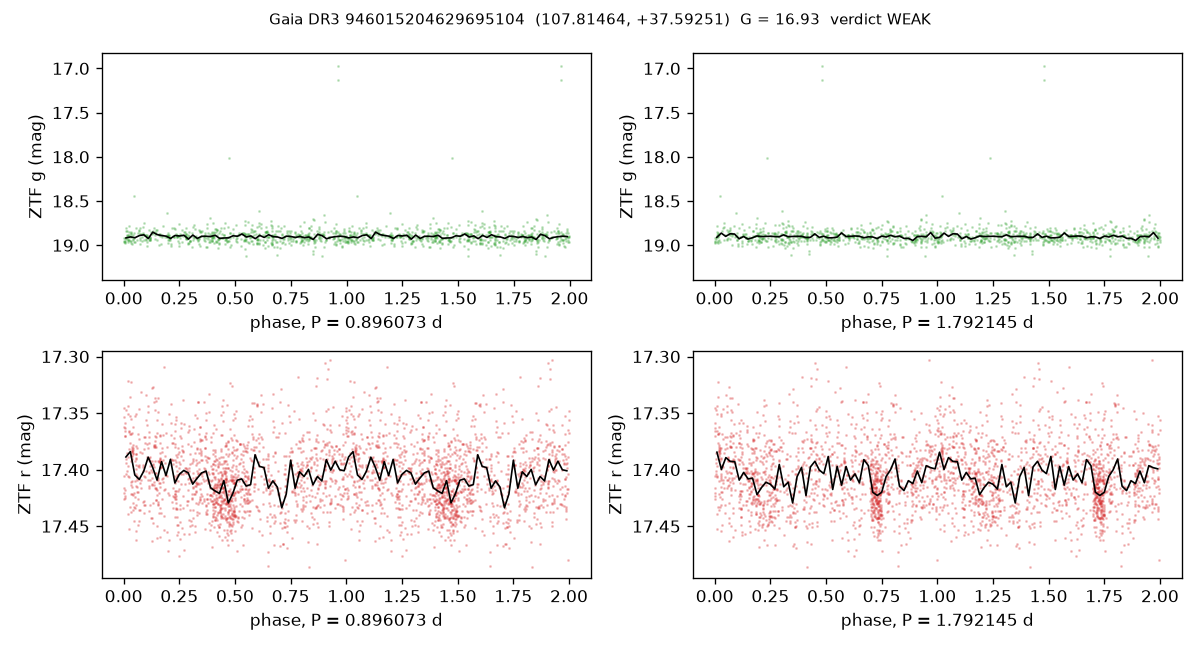 Gaia DR3 946015204629695104 (107.81464, +37.59251) G = 16.93 verdict WEAK
ZTF g (mag)
17.0
17.5
18.0
18.5
19.0
0.00 0.25 0.50 0.75 1.00 1.25 1.50 1.75 2.00
phase, P = 0.896073 d
ZTF g (mag)
17.0
17.5
18.0
18.5
19.0
0.00 0.25 0.50 0.75 1.00 1.25 1.50 1.75 2.00
phase, P = 1.792145 d
ZTF r (mag)
17.30
17.35
17.40
17.45
0.00 0.25 0.50 0.75 1.00 1.25 1.50 1.75 2.00
phase, P = 0.896073 d
ZTF r (mag)
17.30
17.35
17.40
17.45
0.00 0.25 0.50 0.75 1.00 1.25 1.50 1.75 2.00
phase, P = 1.792145 d